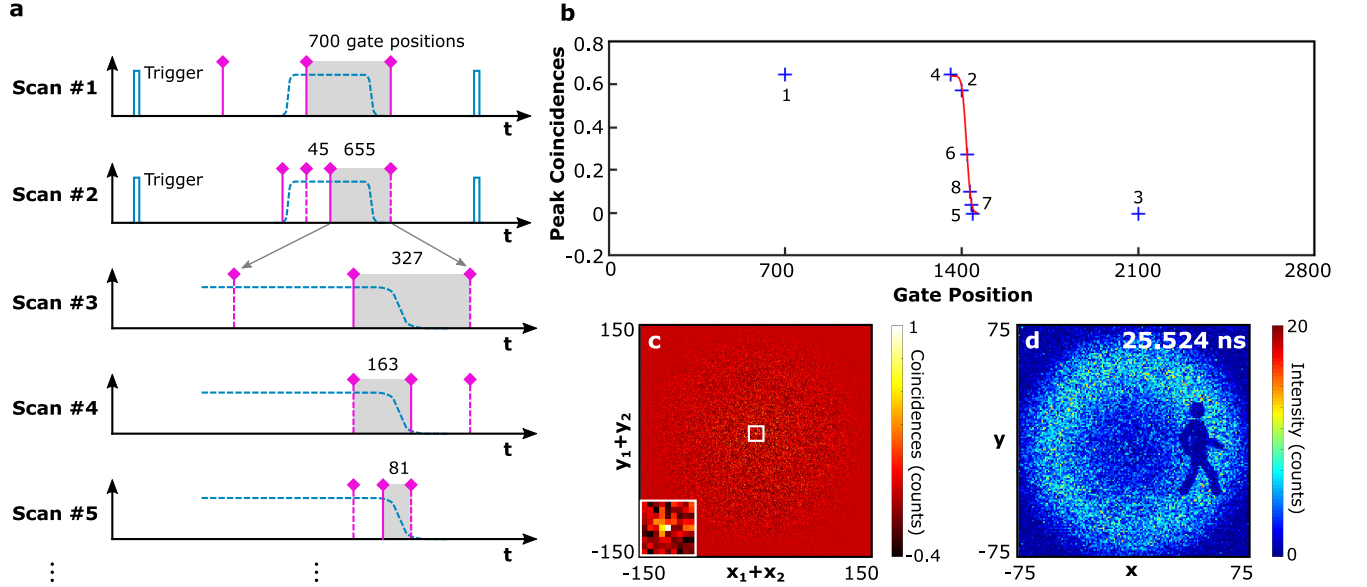 a
700 gate positions
Scan #1
Trigger
t
45 655
Scan #2
Trigger
t
327
Scan #3
t
163
Scan #4
t
81
Scan #5
t
⋮ ⋮
b
Peak Coincidences
0.8
0.6
0.4
0.2
0
-0.2
0 700 1400 2100 2800
Gate Position
1
4
2
6
8
7
5
3
c
150
y₁+y₂
-150
-150 x₁+x₂ 150
1
Coincidences (counts)
-0.4
d
25.524 ns
75
y
-75
-75 x 75
20
Intensity (counts)
0